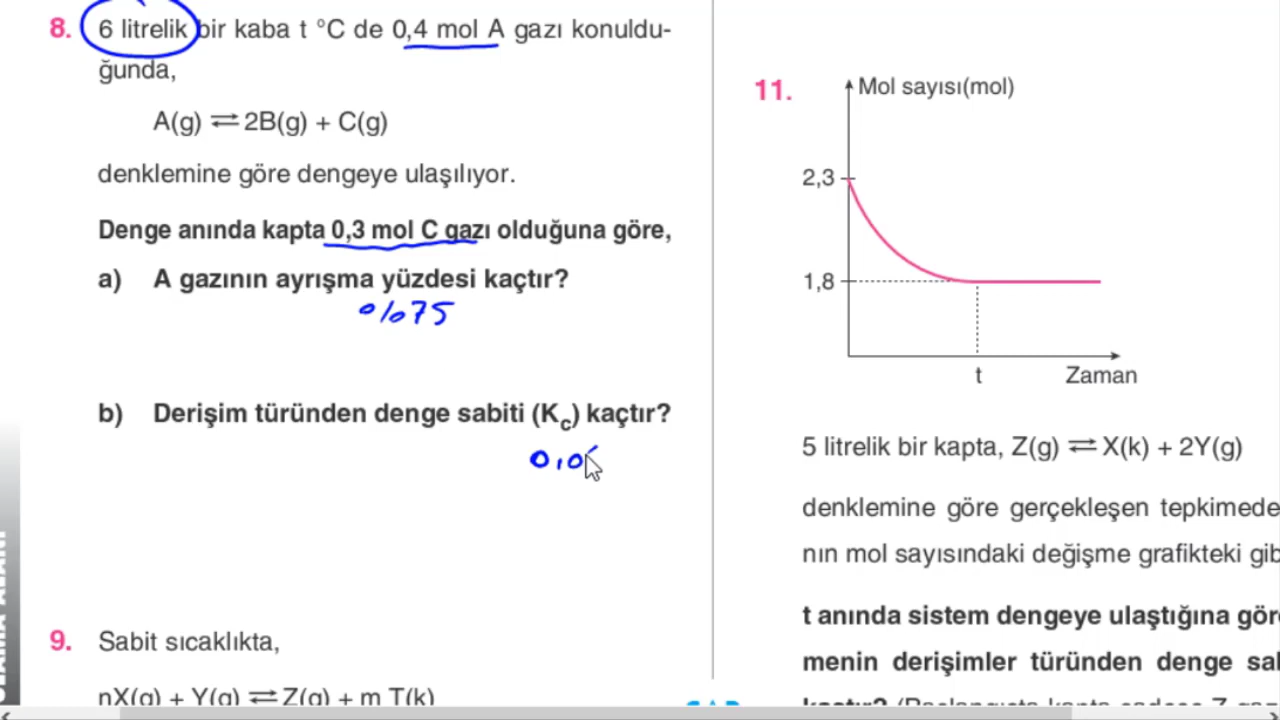 8. 6 litrelik bir kaba t °C de 0,4 mol A gazı konuldu-
ğunda,
A(g) ⇌ 2B(g) + C(g)
denklemine göre dengeye ulaşılıyor.
Denge anında kapta 0,3 mol C gazı olduğuna göre,
a) A gazının ayrışma yüzdesi kaçtır?
%75
b) Derişim türünden denge sabiti (Kc) kaçtır?
0,0
9. Sabit sıcaklıkta,
nX(g) + Y(g) ⇌ Z(g) + m T(k)
11.
Mol sayısı(mol)
2,3
1,8
t
Zaman
5 litrelik bir kapta, Z(g) ⇌ X(k) + 2Y(g)
denklemine göre gerçekleşen tepkimede
nın mol sayısındaki değişme grafikteki gib
t anında sistem dengeye ulaştığına gör
menin derişimler türünden denge sa